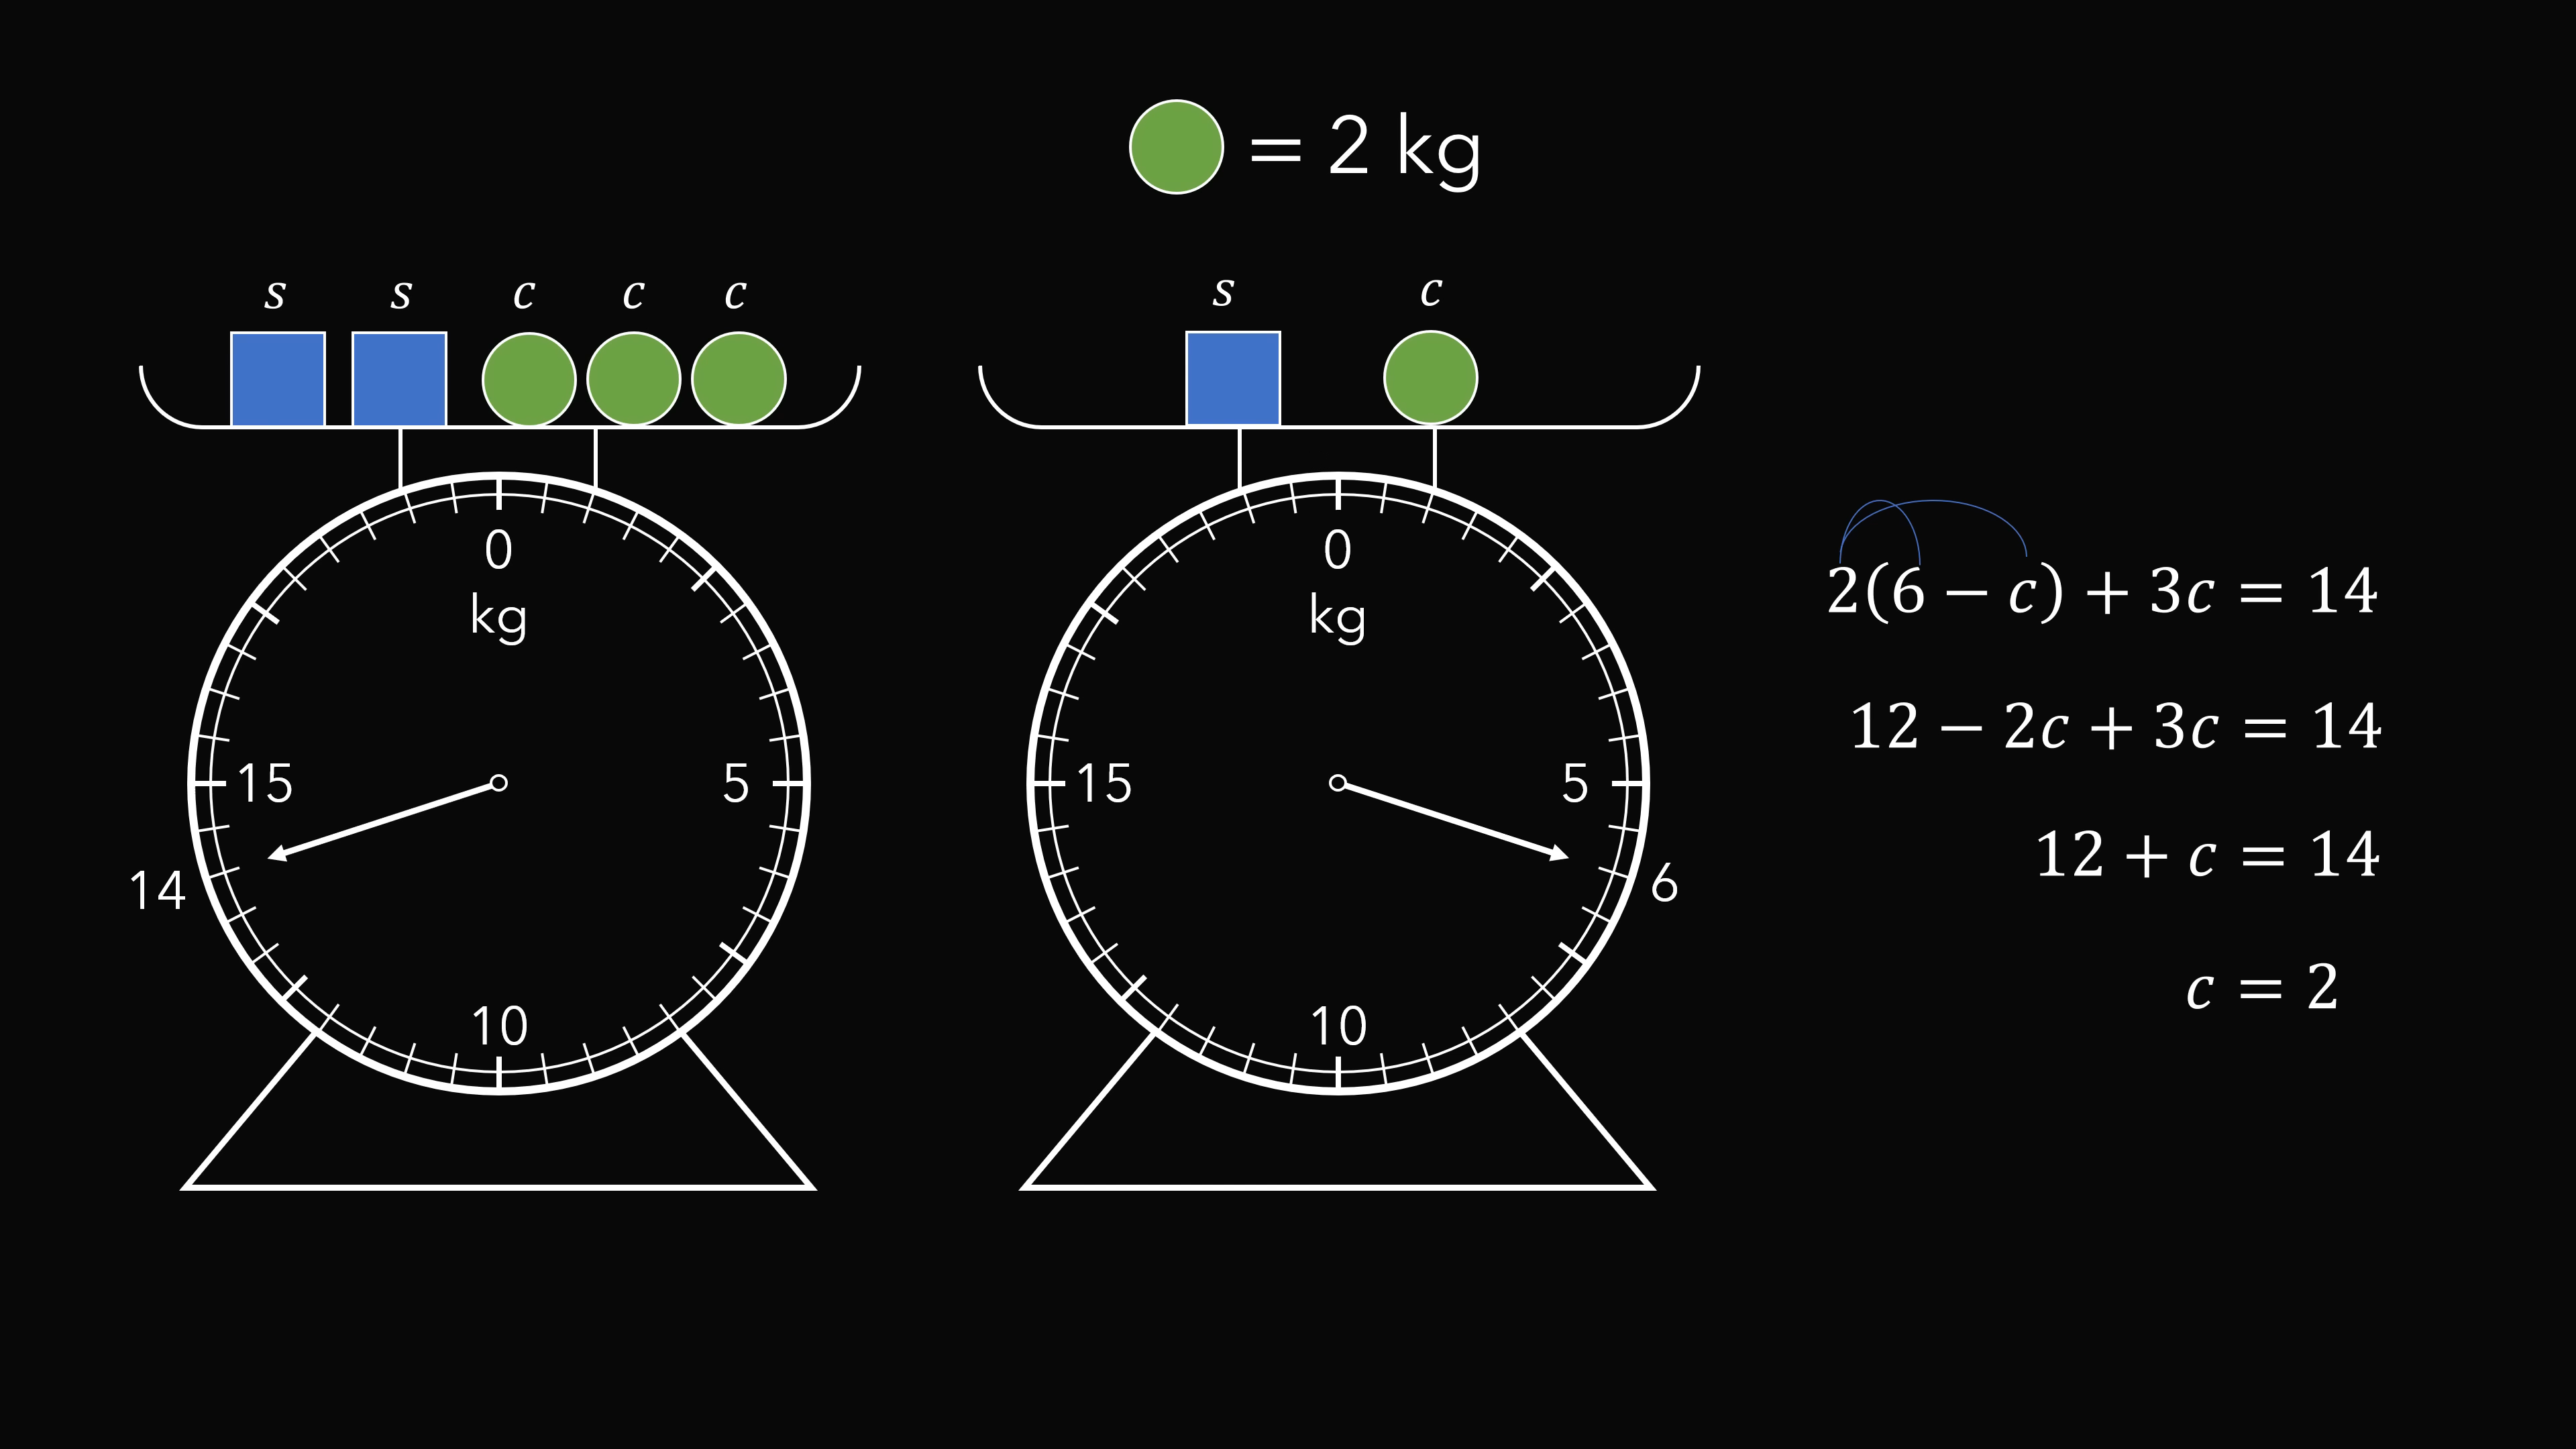 = 2 kg
s s c c c
s c
0
kg
15 5
14
10
0
kg
15 5
6
10
2(6 − c) + 3c = 14
12 − 2c + 3c = 14
12 + c = 14
c = 2